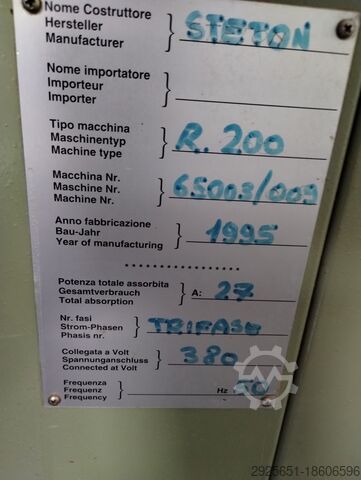 Nome Costruttore
Hersteller
Manufacturer
STETON
Nome importatore
Importeur
Importer
Tipo macchina
Maschinentyp
Machine type
R. 200
Macchina Nr.
Maschine Nr.
Machine Nr.
65003/009
Anno fabbricazione
Bau-Jahr
Year of manufacturing
1995
Potenza totale assorbita
Gesamtverbrauch
Total absorption
A: 27
Nr. fasi
Strom-Phasen
Phasis nr.
TRIFASE
Collegata a Volt
Spannunganschluss
Connected at Volt
380
Frequenza
Frequenz
Frequency
Hz 50
2925651-18606596